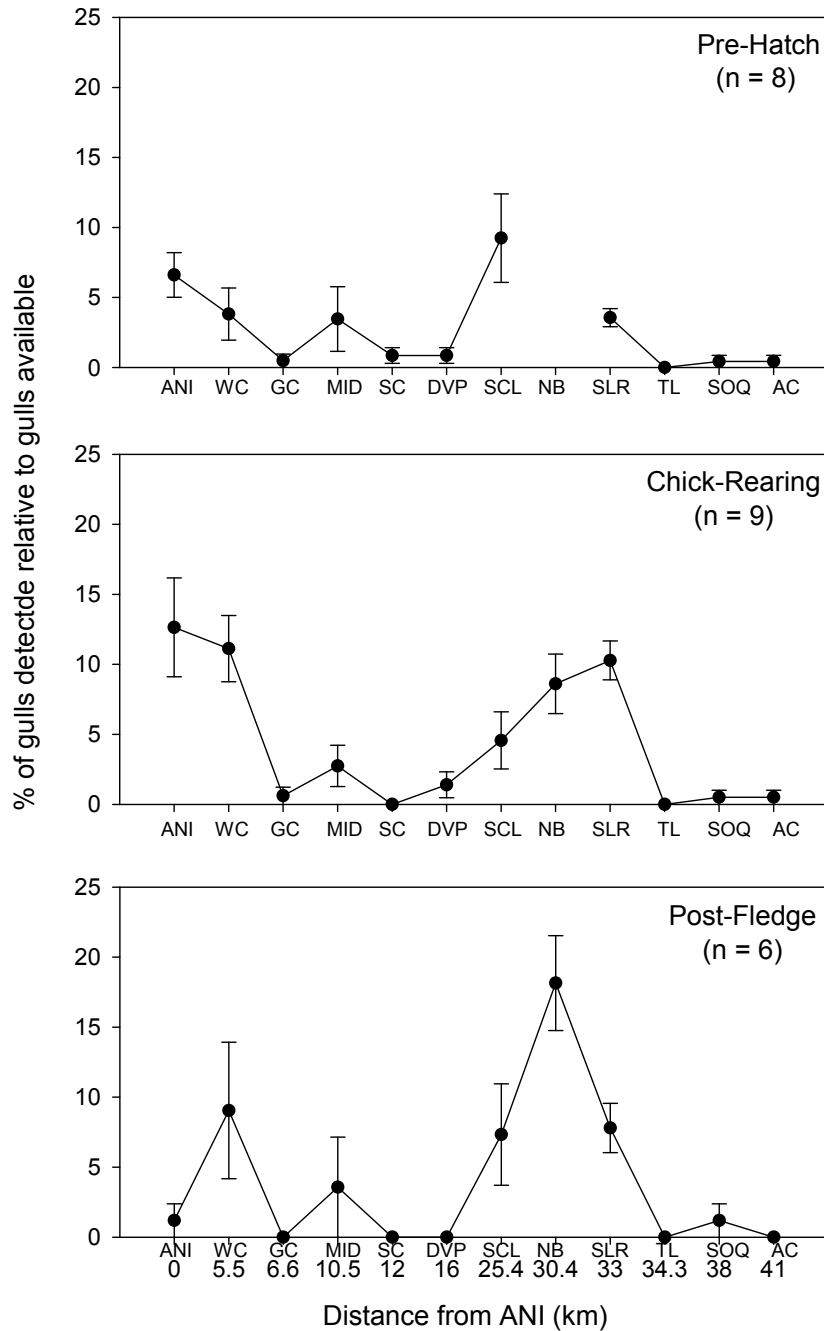 % of gulls detectde relative to gulls available
25
20
15
10
5
0
Pre-Hatch
(n = 8)
ANI WC GC MID SC DVP SCL NB SLR TL SOQ AC
25
20
15
10
5
0
Chick-Rearing
(n = 9)
ANI WC GC MID SC DVP SCL NB SLR TL SOQ AC
25
20
15
10
5
0
Post-Fledge
(n = 6)
ANI WC GC MID SC DVP SCL NB SLR TL SOQ AC
0 5.5 6.6 10.5 12 16 25.4 30.4 33 34.3 38 41
Distance from ANI (km)